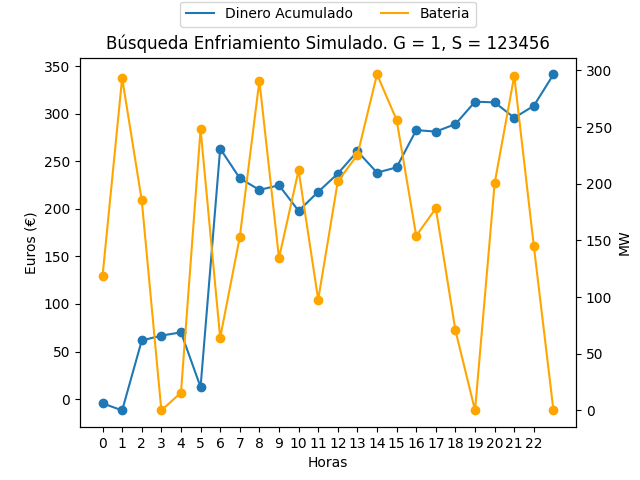 Dinero Acumulado Bateria
Búsqueda Enfriamiento Simulado. G = 1, S = 123456
350
300
250
200
150
100
50
0
Euros (€)
300
250
200
150
100
50
0
MW
0 1 2 3 4 5 6 7 8 9 10 11 12 13 14 15 16 17 18 19 20 21 22
Horas